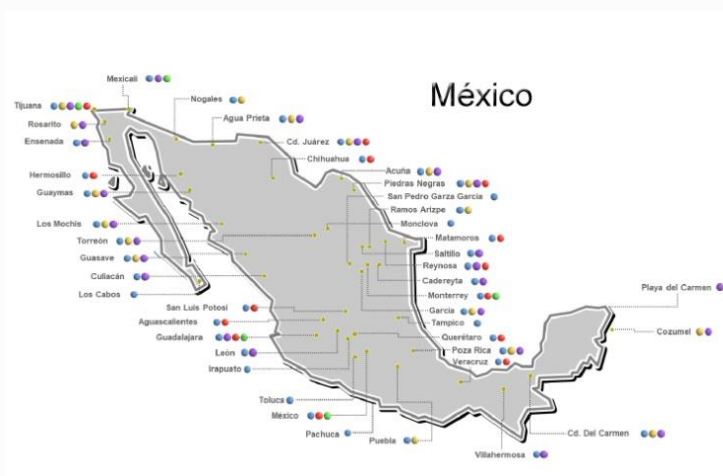 México
Mexicali
Tijuana
Rosarito
Ensenada
Nogales
Agua Prieta
Cd. Juárez
Chihuahua
Hermosillo
Guaymas
Acuña
Piedras Negras
San Pedro Garza García
Ramos Arizpe
Monclova
Los Mochis
Torreón
Guasave
Culiacán
Los Cabos
Matamoros
Saltillo
Reynosa
Cadereyta
Monterrey
García
Tampico
San Luis Potosí
Aguascalientes
Guadalajara
León
Irapuato
Querétaro
Poza Rica
Veracruz
Playa del Carmen
Cozumel
Toluca
México
Pachuca
Puebla
Villahermosa
Cd. Del Carmen